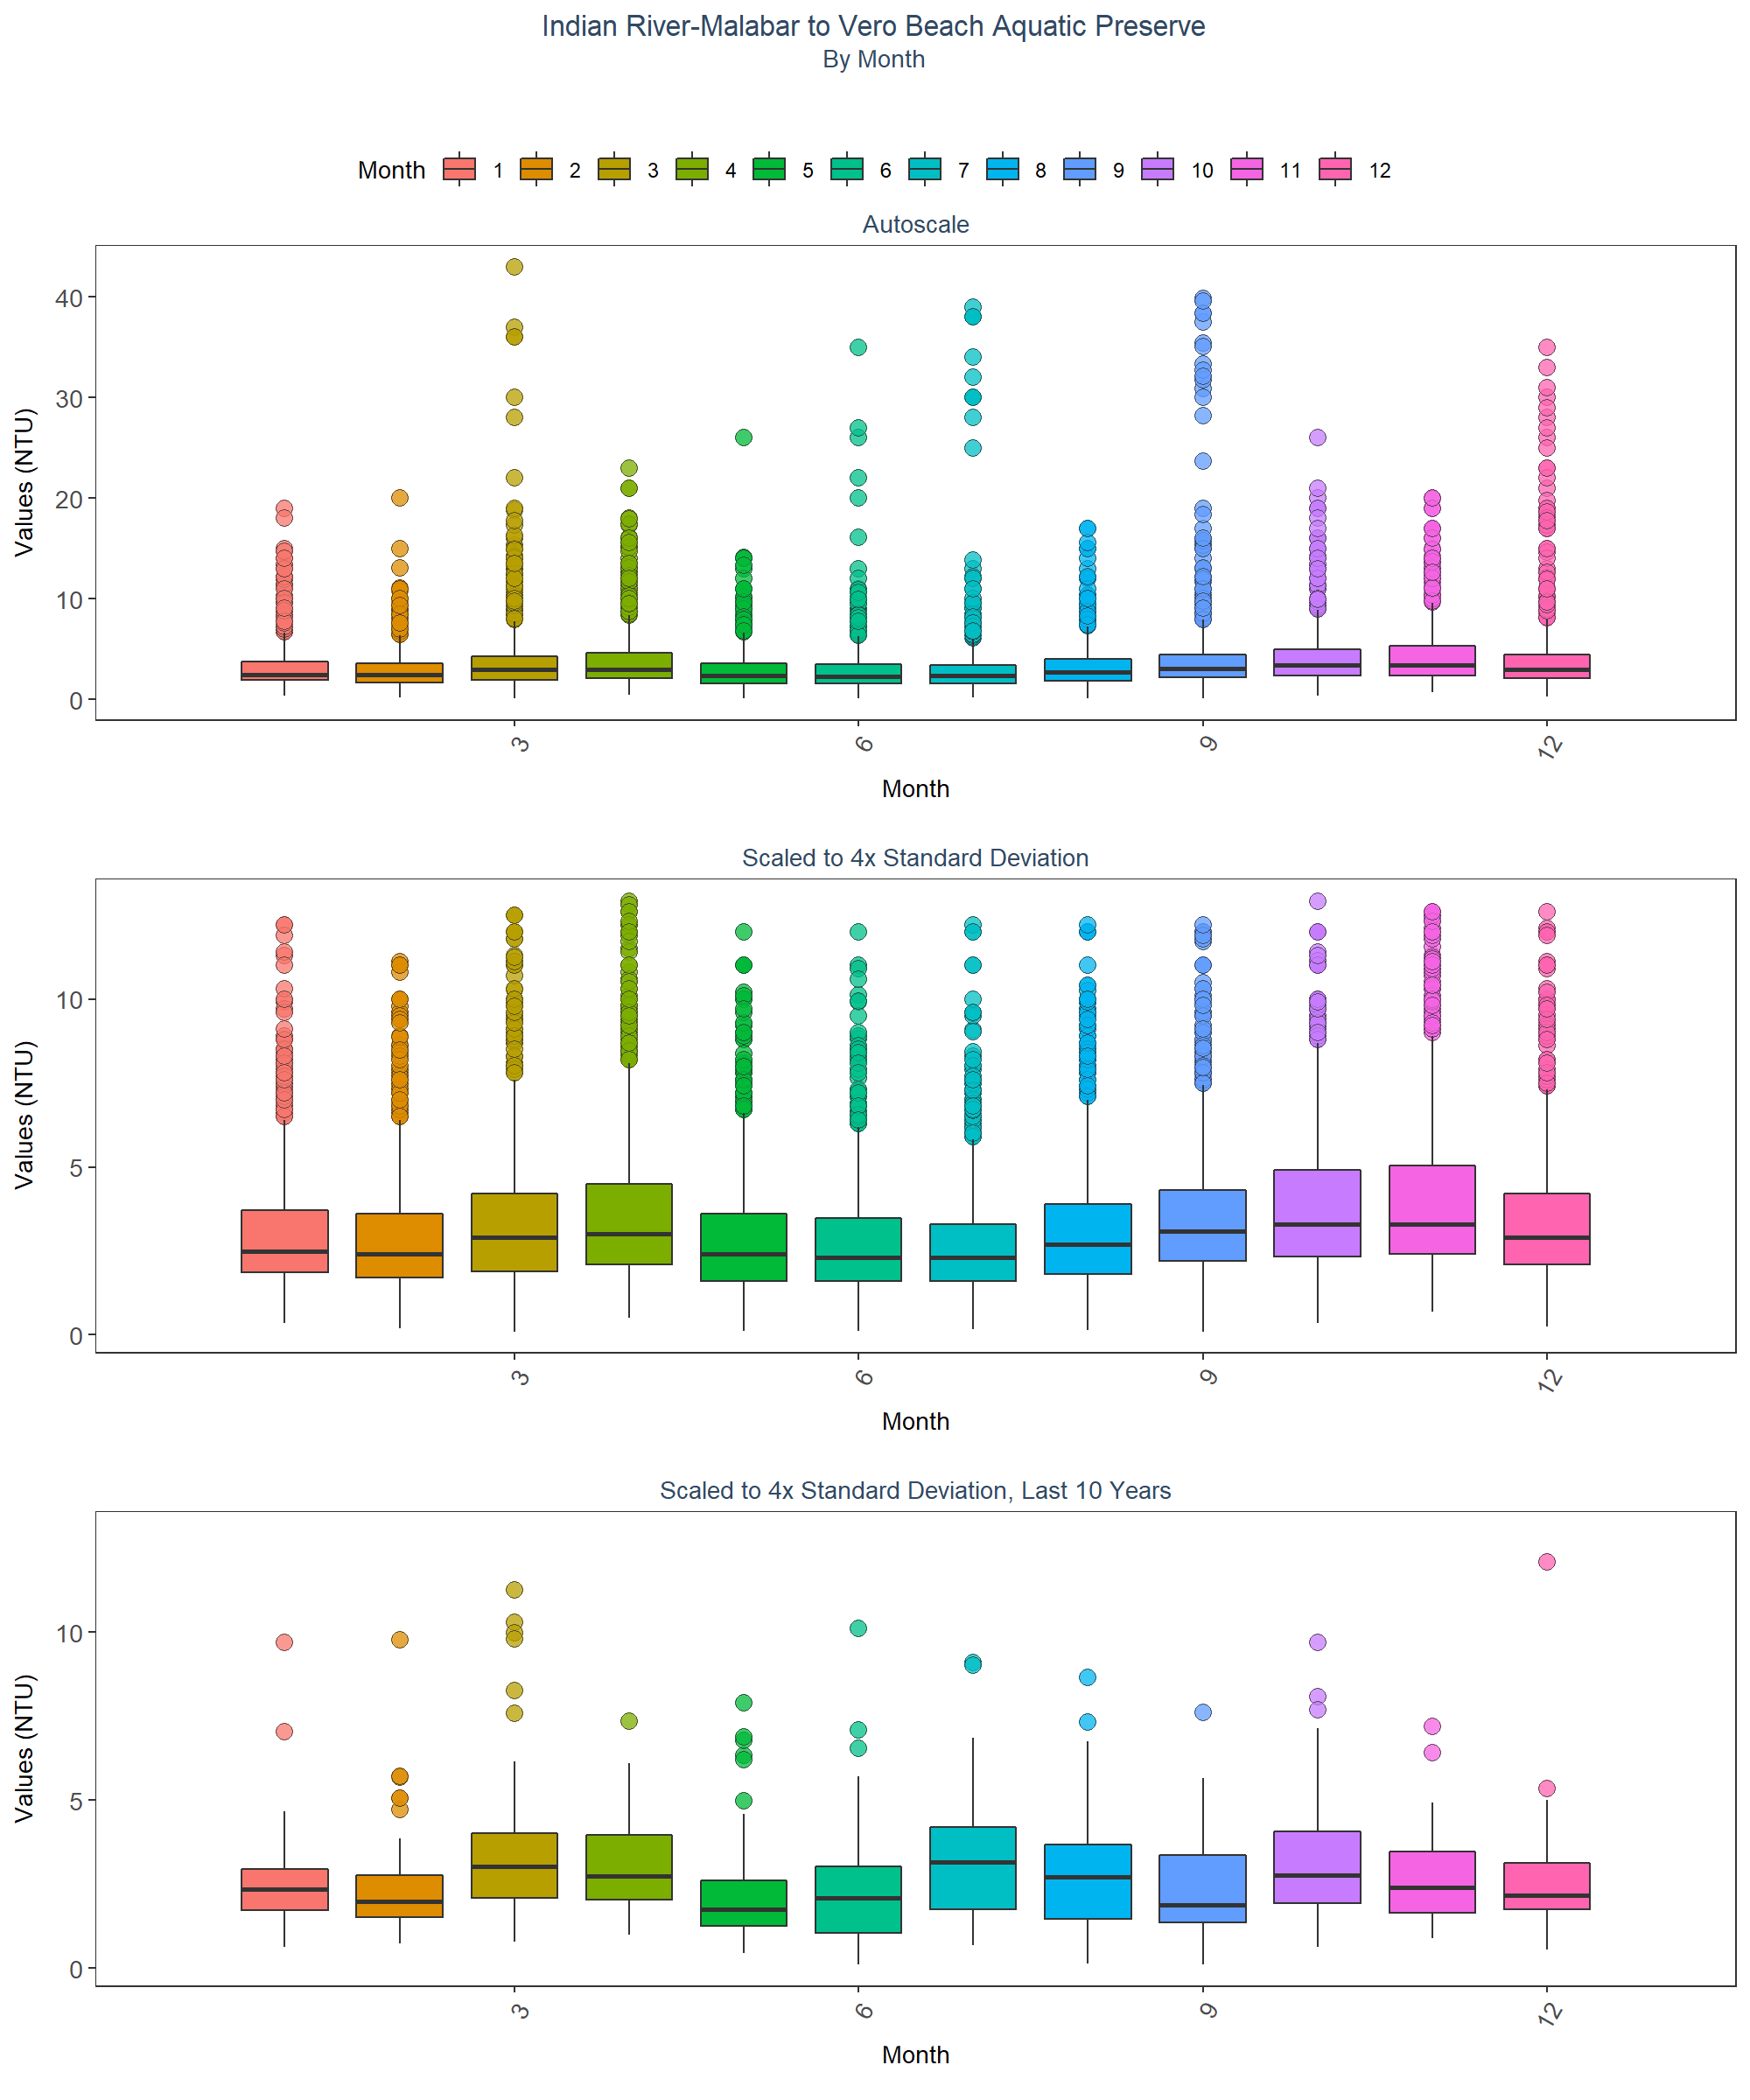 Indian River-Malabar to Vero Beach Aquatic Preserve
By Month
Month 1 2 3 4 5 6 7 8 9 10 11 12
Autoscale
Values (NTU)
40
30
20
10
0
3 6 9 12
Month
Scaled to 4x Standard Deviation
Values (NTU)
10
5
0
3 6 9 12
Month
Scaled to 4x Standard Deviation, Last 10 Years
Values (NTU)
10
5
0
3 6 9 12
Month